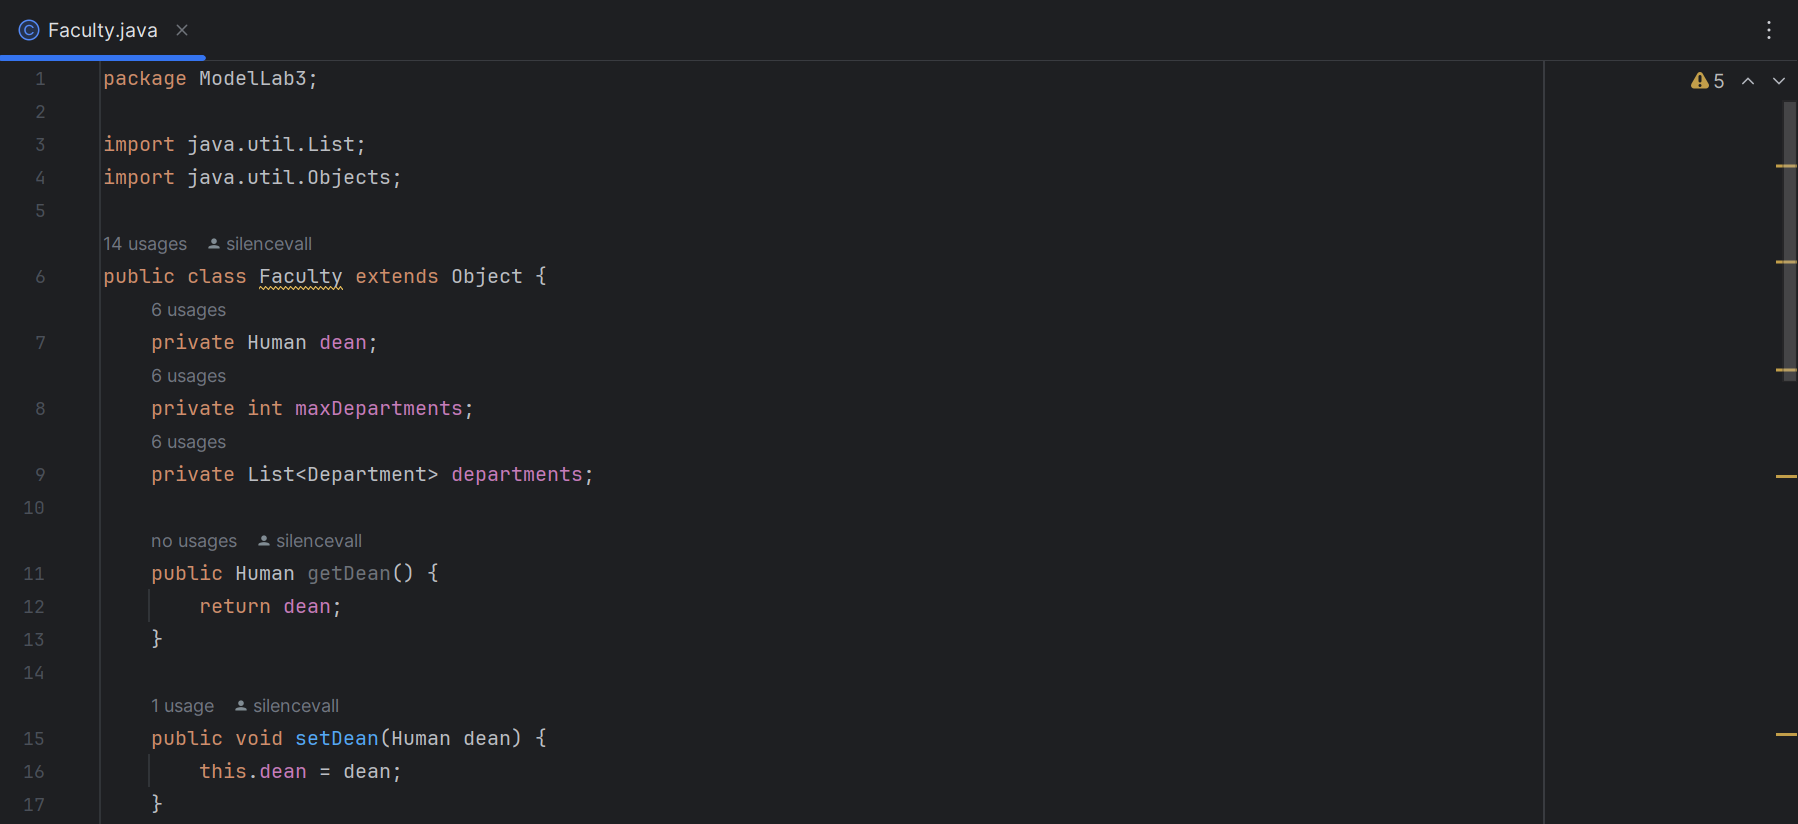 Faculty.java
5
1 package ModelLab3;
2
3 import java.util.List;
4 import java.util.Objects;
5
14 usages silencevall
6 public class Faculty extends Object {
6 usages
7 private Human dean;
6 usages
8 private int maxDepartments;
6 usages
9 private List<Department> departments;
10
no usages silencevall
11 public Human getDean() {
12 return dean;
13 }
14
1 usage silencevall
15 public void setDean(Human dean) {
16 this.dean = dean;
17 }